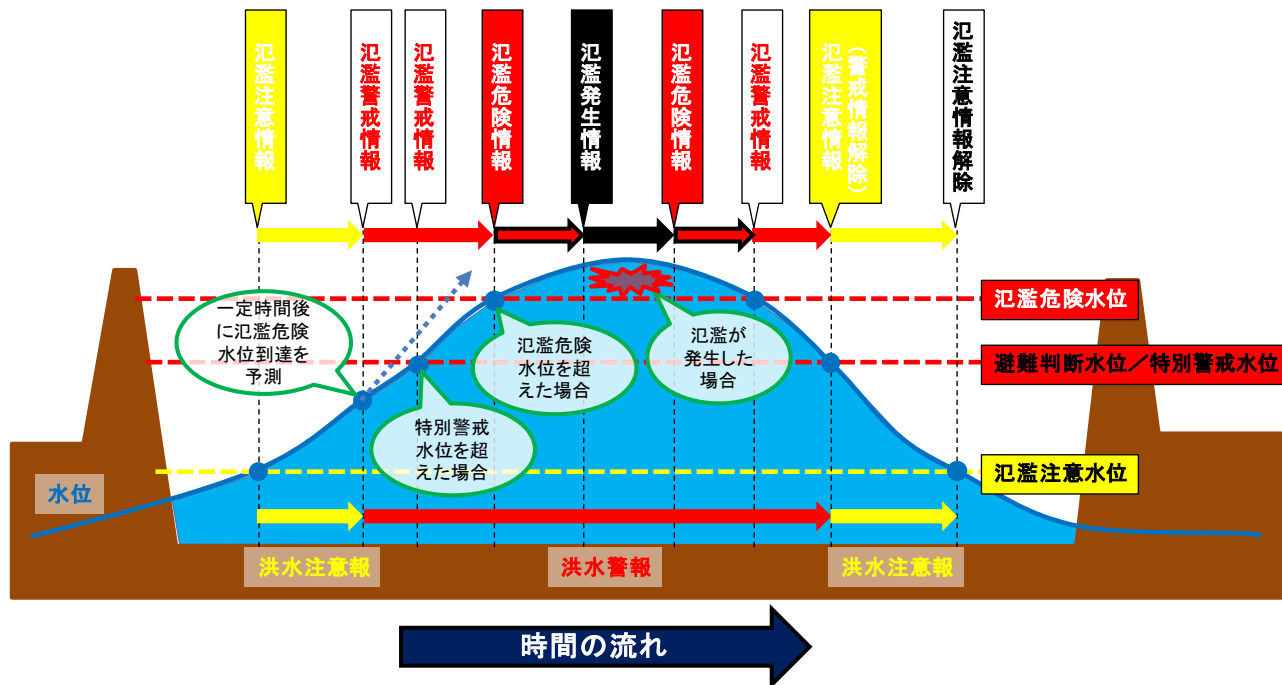 氾濫注意情報
氾濫警戒情報
氾濫警戒情報
氾濫危険情報
氾濫発生情報
氾濫危険情報
氾濫警戒情報
（警戒情報解除）
氾濫注意情報
氾濫注意情報解除
一定時間後
に氾濫危険
水位到達を
予測
特別警戒
水位を超
えた場合
氾濫危険
水位を超
えた場合
氾濫が
発生した
場合
氾濫危険水位
避難判断水位／特別警戒水位
氾濫注意水位
水位
洪水注意報
洪水警報
洪水注意報
時間の流れ